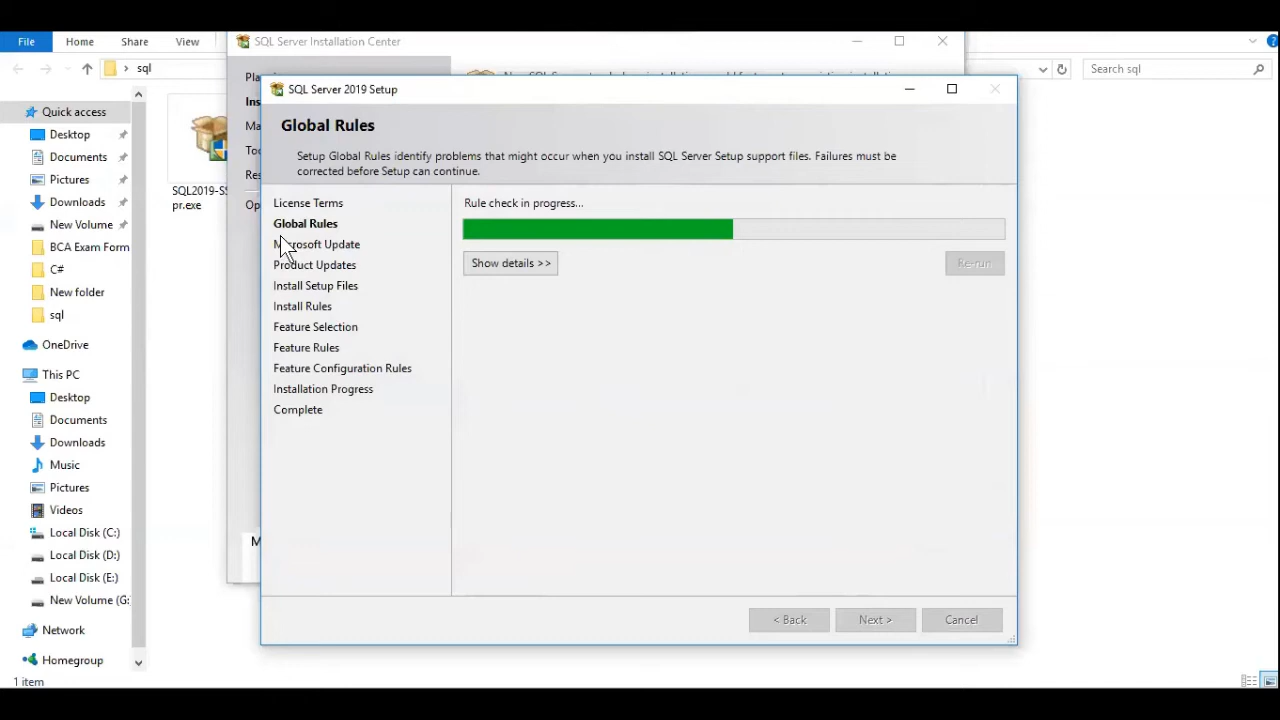 File
Home
Share
View
sql
Search sql
Quick access
Desktop
Documents
Pictures
Downloads
New Volume
BCA Exam Form
C#
New folder
sql
OneDrive
This PC
Desktop
Documents
Downloads
Music
Pictures
Videos
Local Disk (C:)
Local Disk (D:)
Local Disk (E:)
New Volume (G:
Network
Homegroup
1 item
pr.exe
SQL Server Installation Center
SQL Server 2019 Setup
Global Rules
Setup Global Rules identify problems that might occur when you install SQL Server Setup support files. Failures must be
corrected before Setup can continue.
License Terms
Global Rules
Microsoft Update
Product Updates
Install Setup Files
Install Rules
Feature Selection
Feature Rules
Feature Configuration Rules
Installation Progress
Complete
Rule check in progress...
Show details >>
Re-run
< Back
Next >
Cancel